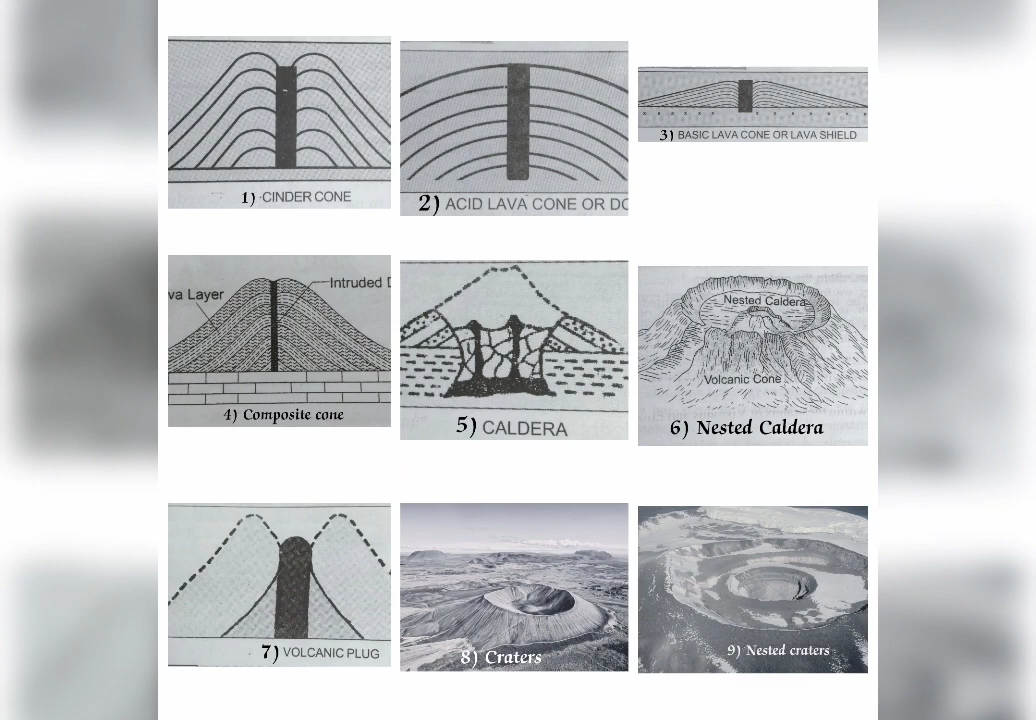 1) CINDER CONE
2) ACID LAVA CONE OR DO
3) BASIC LAVA CONE OR LAVA SHIELD
va Layer
Intruded D
4) Composite cone
5) CALDERA
Nested Caldera
Volcanic Cone
6) Nested Caldera
7) VOLCANIC PLUG
8) Craters
9) Nested craters